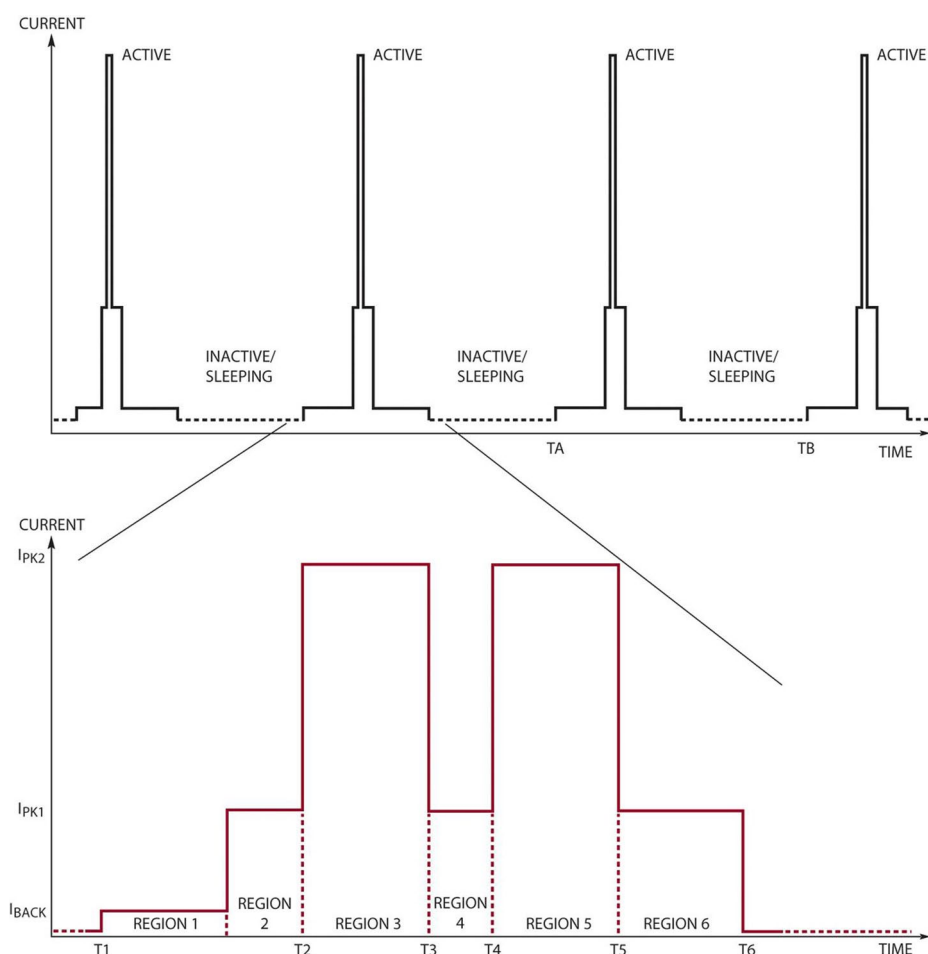 CURRENT
ACTIVE
ACTIVE
ACTIVE
ACTIVE
INACTIVE/
SLEEPING
INACTIVE/
SLEEPING
INACTIVE/
SLEEPING
TA
TB
TIME
CURRENT
IPK2
IPK1
IBACK
REGION 1
REGION
2
REGION 3
REGION
4
REGION 5
REGION 6
T1
T2
T3
T4
T5
T6
TIME